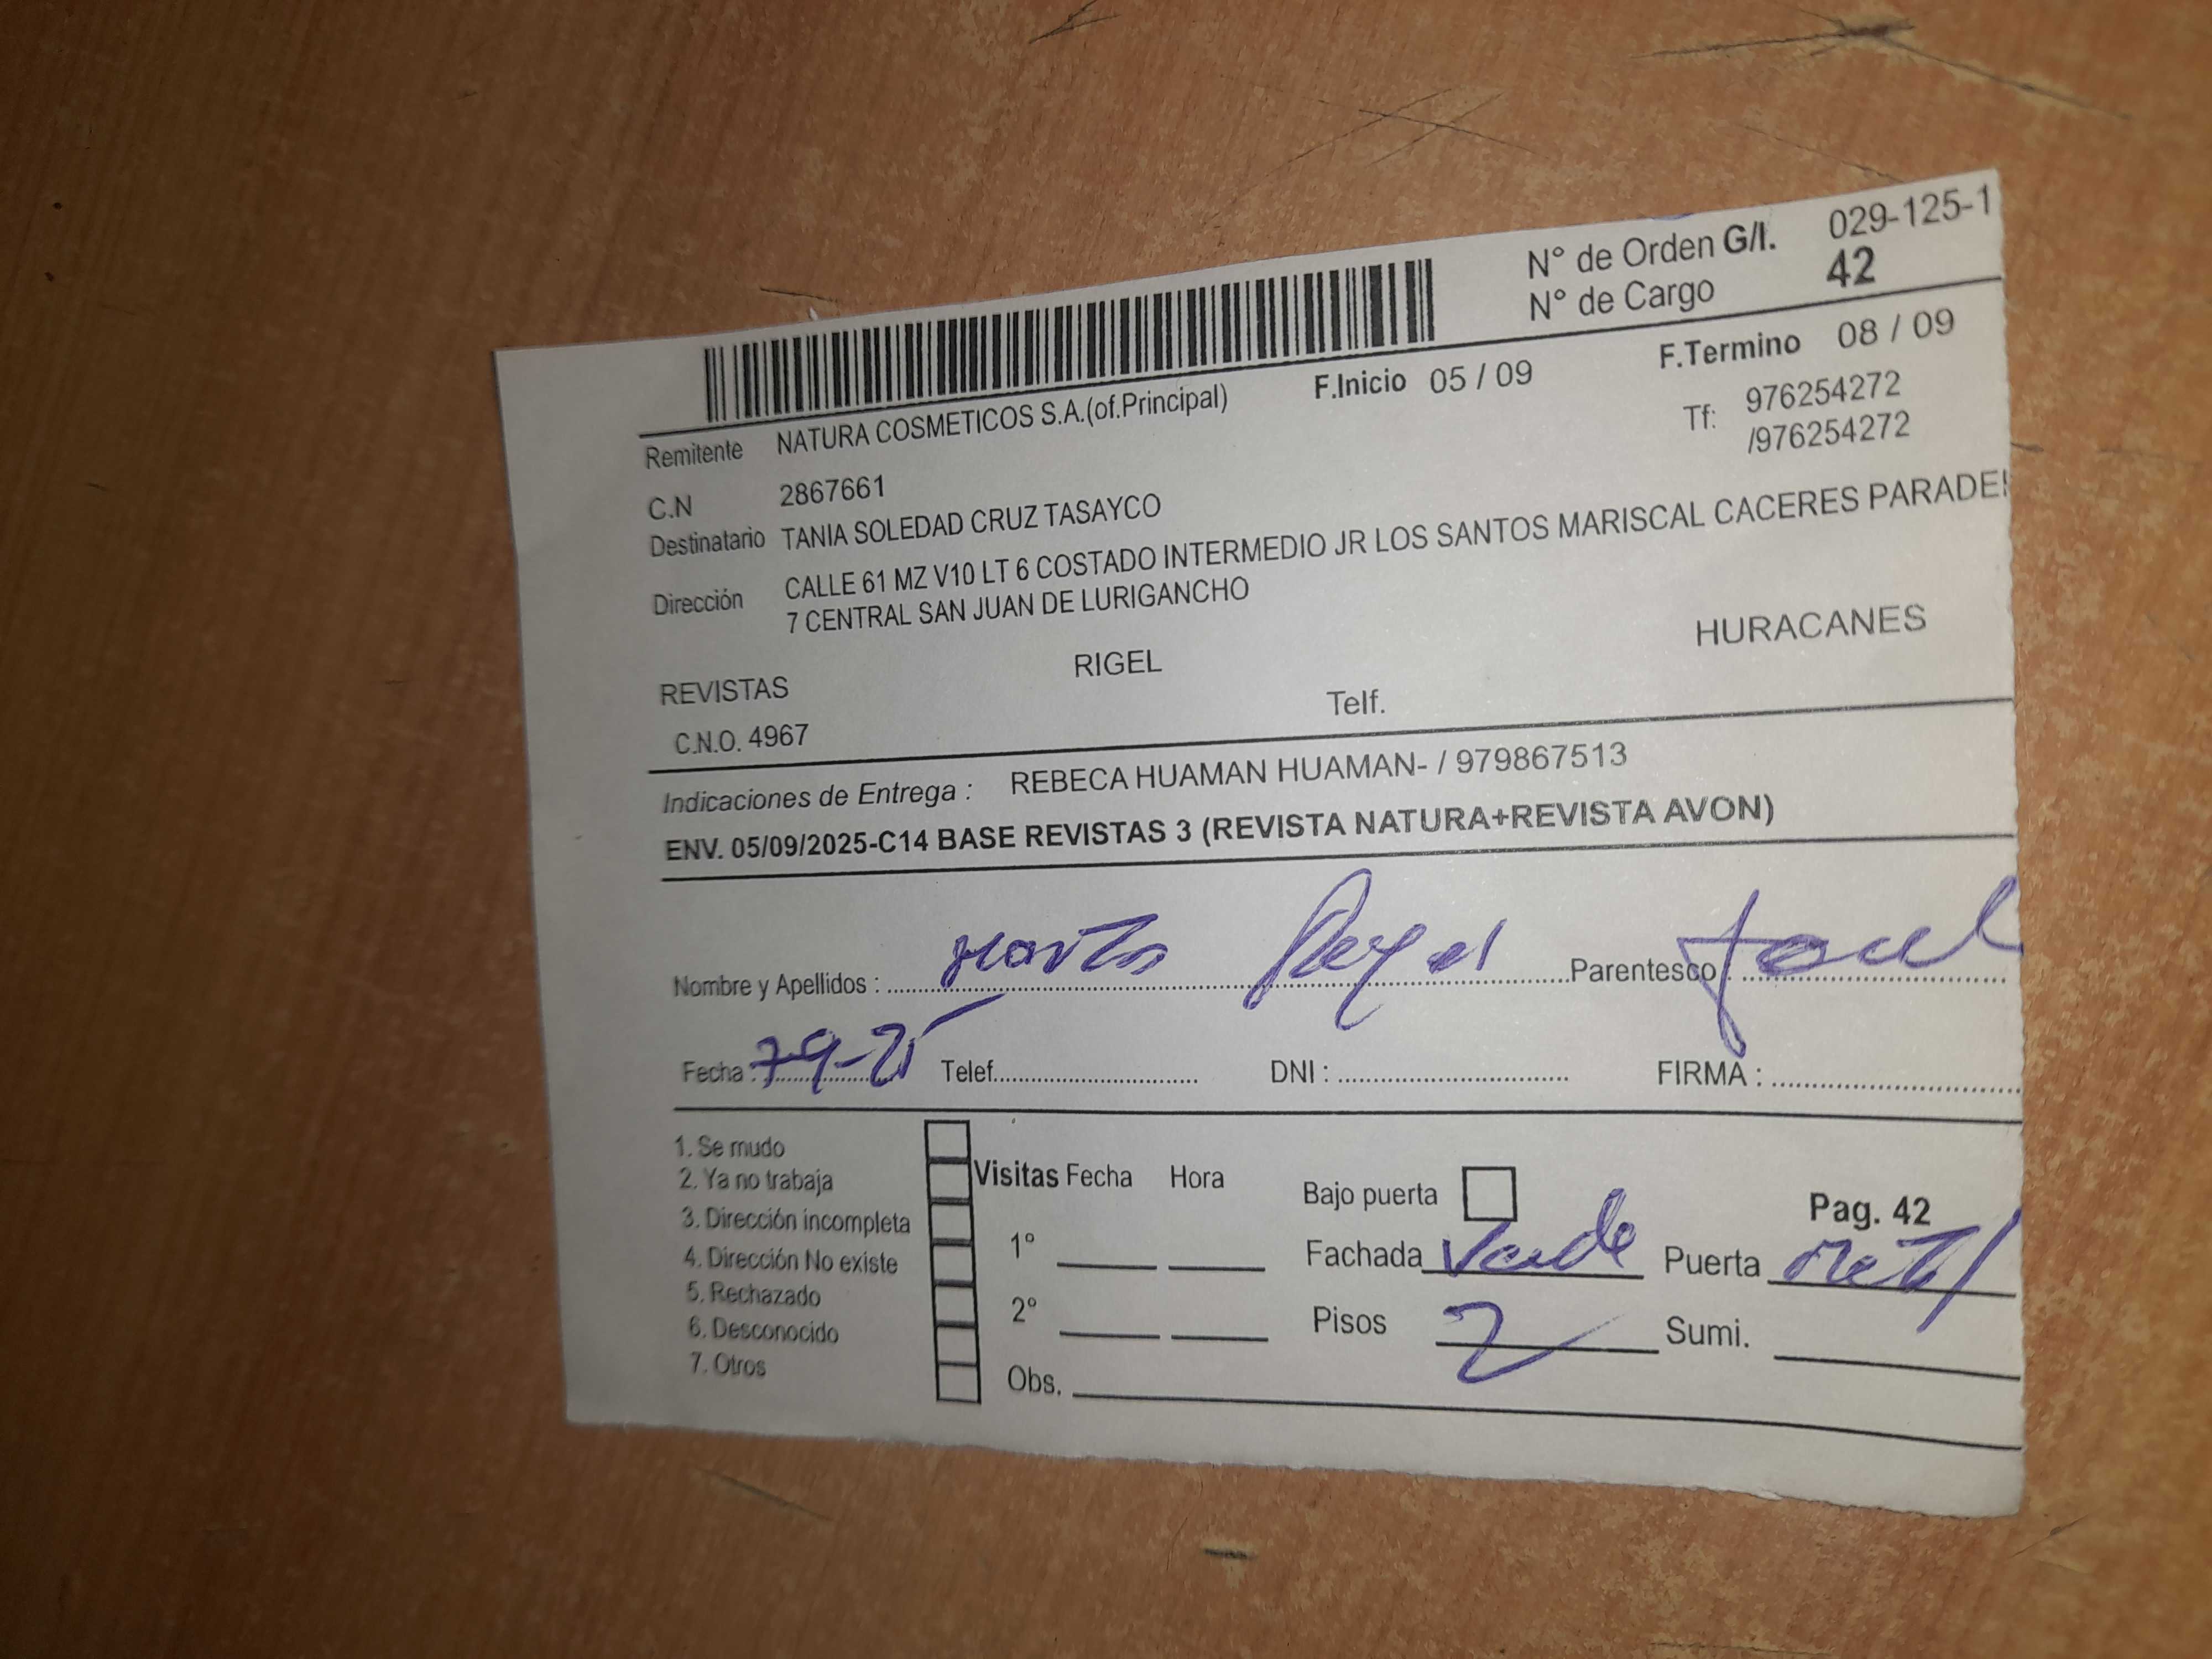 N° de Orden G/I. 029-125-1
N° de Cargo 42
Remitente NATURA COSMETICOS S.A.(of.Principal) F.Inicio 05 / 09 F.Termino 08 / 09
Tf: 976254272
/976254272
C.N 2867661
Destinatario TANIA SOLEDAD CRUZ TASAYCO
Dirección CALLE 61 MZ V10 LT 6 COSTADO INTERMEDIO JR LOS SANTOS MARISCAL CACERES PARADE
7 CENTRAL SAN JUAN DE LURIGANCHO
REVISTAS RIGEL HURACANES
C.N.O. 4967 Telf.
Indicaciones de Entrega : REBECA HUAMAN HUAMAN- / 979867513
ENV. 05/09/2025-C14 BASE REVISTAS 3 (REVISTA NATURA+REVISTA AVON)
Nombre y Apellidos : Parentesco :
Fecha : 7-9-25 Telef. DNI : FIRMA :
1. Se mudo
2. Ya no trabaja
3. Dirección incompleta
4. Dirección No existe
5. Rechazado
6. Desconocido
7. Otros
Visitas Fecha Hora
1°
2°
Obs.
Bajo puerta Pag. 42
Fachada Verde Puerta Metal
Pisos 2 Sumi.